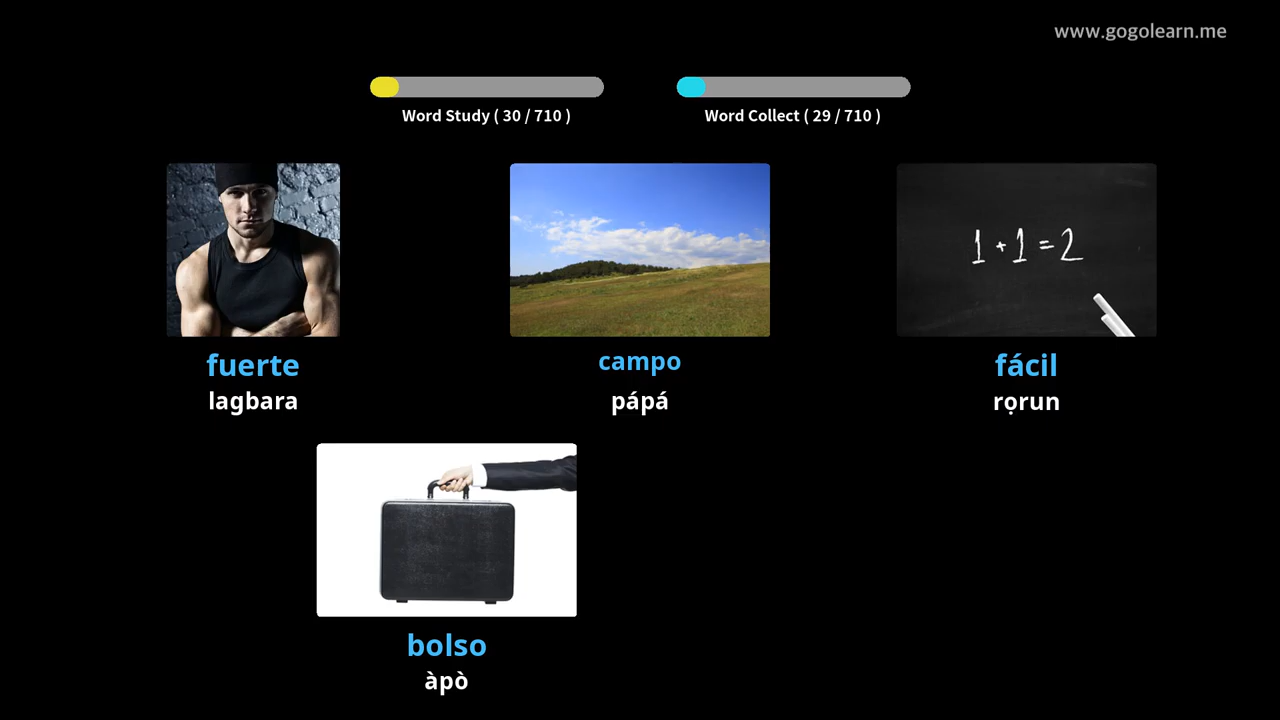 www.gogolearn.me
Word Study ( 30 / 710 )
Word Collect ( 29 / 710 )
1 + 1 = 2
fuerte
lagbara
campo
pápá
fácil
rọrun
bolso
àpò